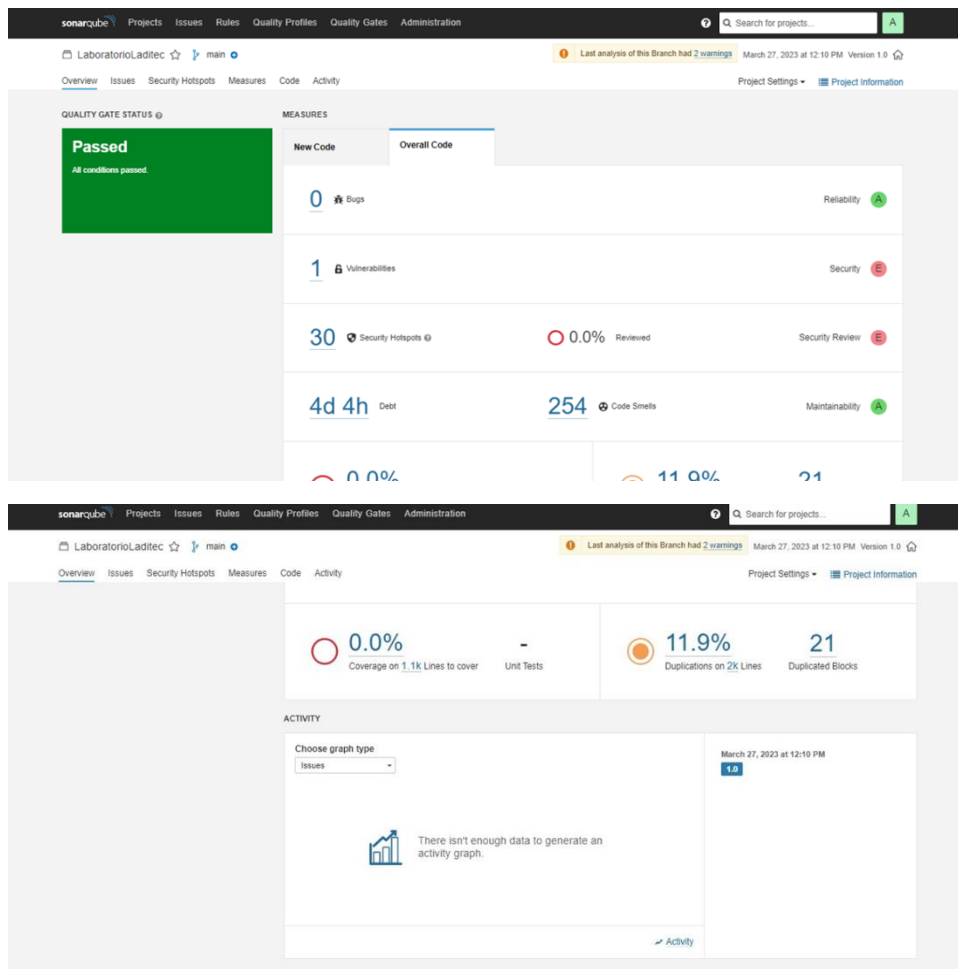 sonarqube Projects Issues Rules Quality Profiles Quality Gates Administration ? Search for projects... A
LaboratorioLaditec main Last analysis of this Branch had 2 warnings March 27, 2023 at 12:10 PM Version 1.0
Overview Issues Security Hotspots Measures Code Activity Project Settings Project Information
QUALITY GATE STATUS ? MEASURES
Passed
All conditions passed.
New Code Overall Code
0 Bugs Reliability A
1 Vulnerabilities Security E
30 Security Hotspots ? 0.0% Reviewed Security Review E
4d 4h Debt 254 Code Smells Maintainability A
0.0% 11.9% 21
sonarqube Projects Issues Rules Quality Profiles Quality Gates Administration ? Search for projects... A
LaboratorioLaditec main Last analysis of this Branch had 2 warnings March 27, 2023 at 12:10 PM Version 1.0
Overview Issues Security Hotspots Measures Code Activity Project Settings Project Information
0.0% - 11.9% 21
Coverage on 1.1k Lines to cover Unit Tests Duplications on 2k Lines Duplicated Blocks
ACTIVITY
Choose graph type
Issues
March 27, 2023 at 12:10 PM
1.0
There isn't enough data to generate an
activity graph.
Activity